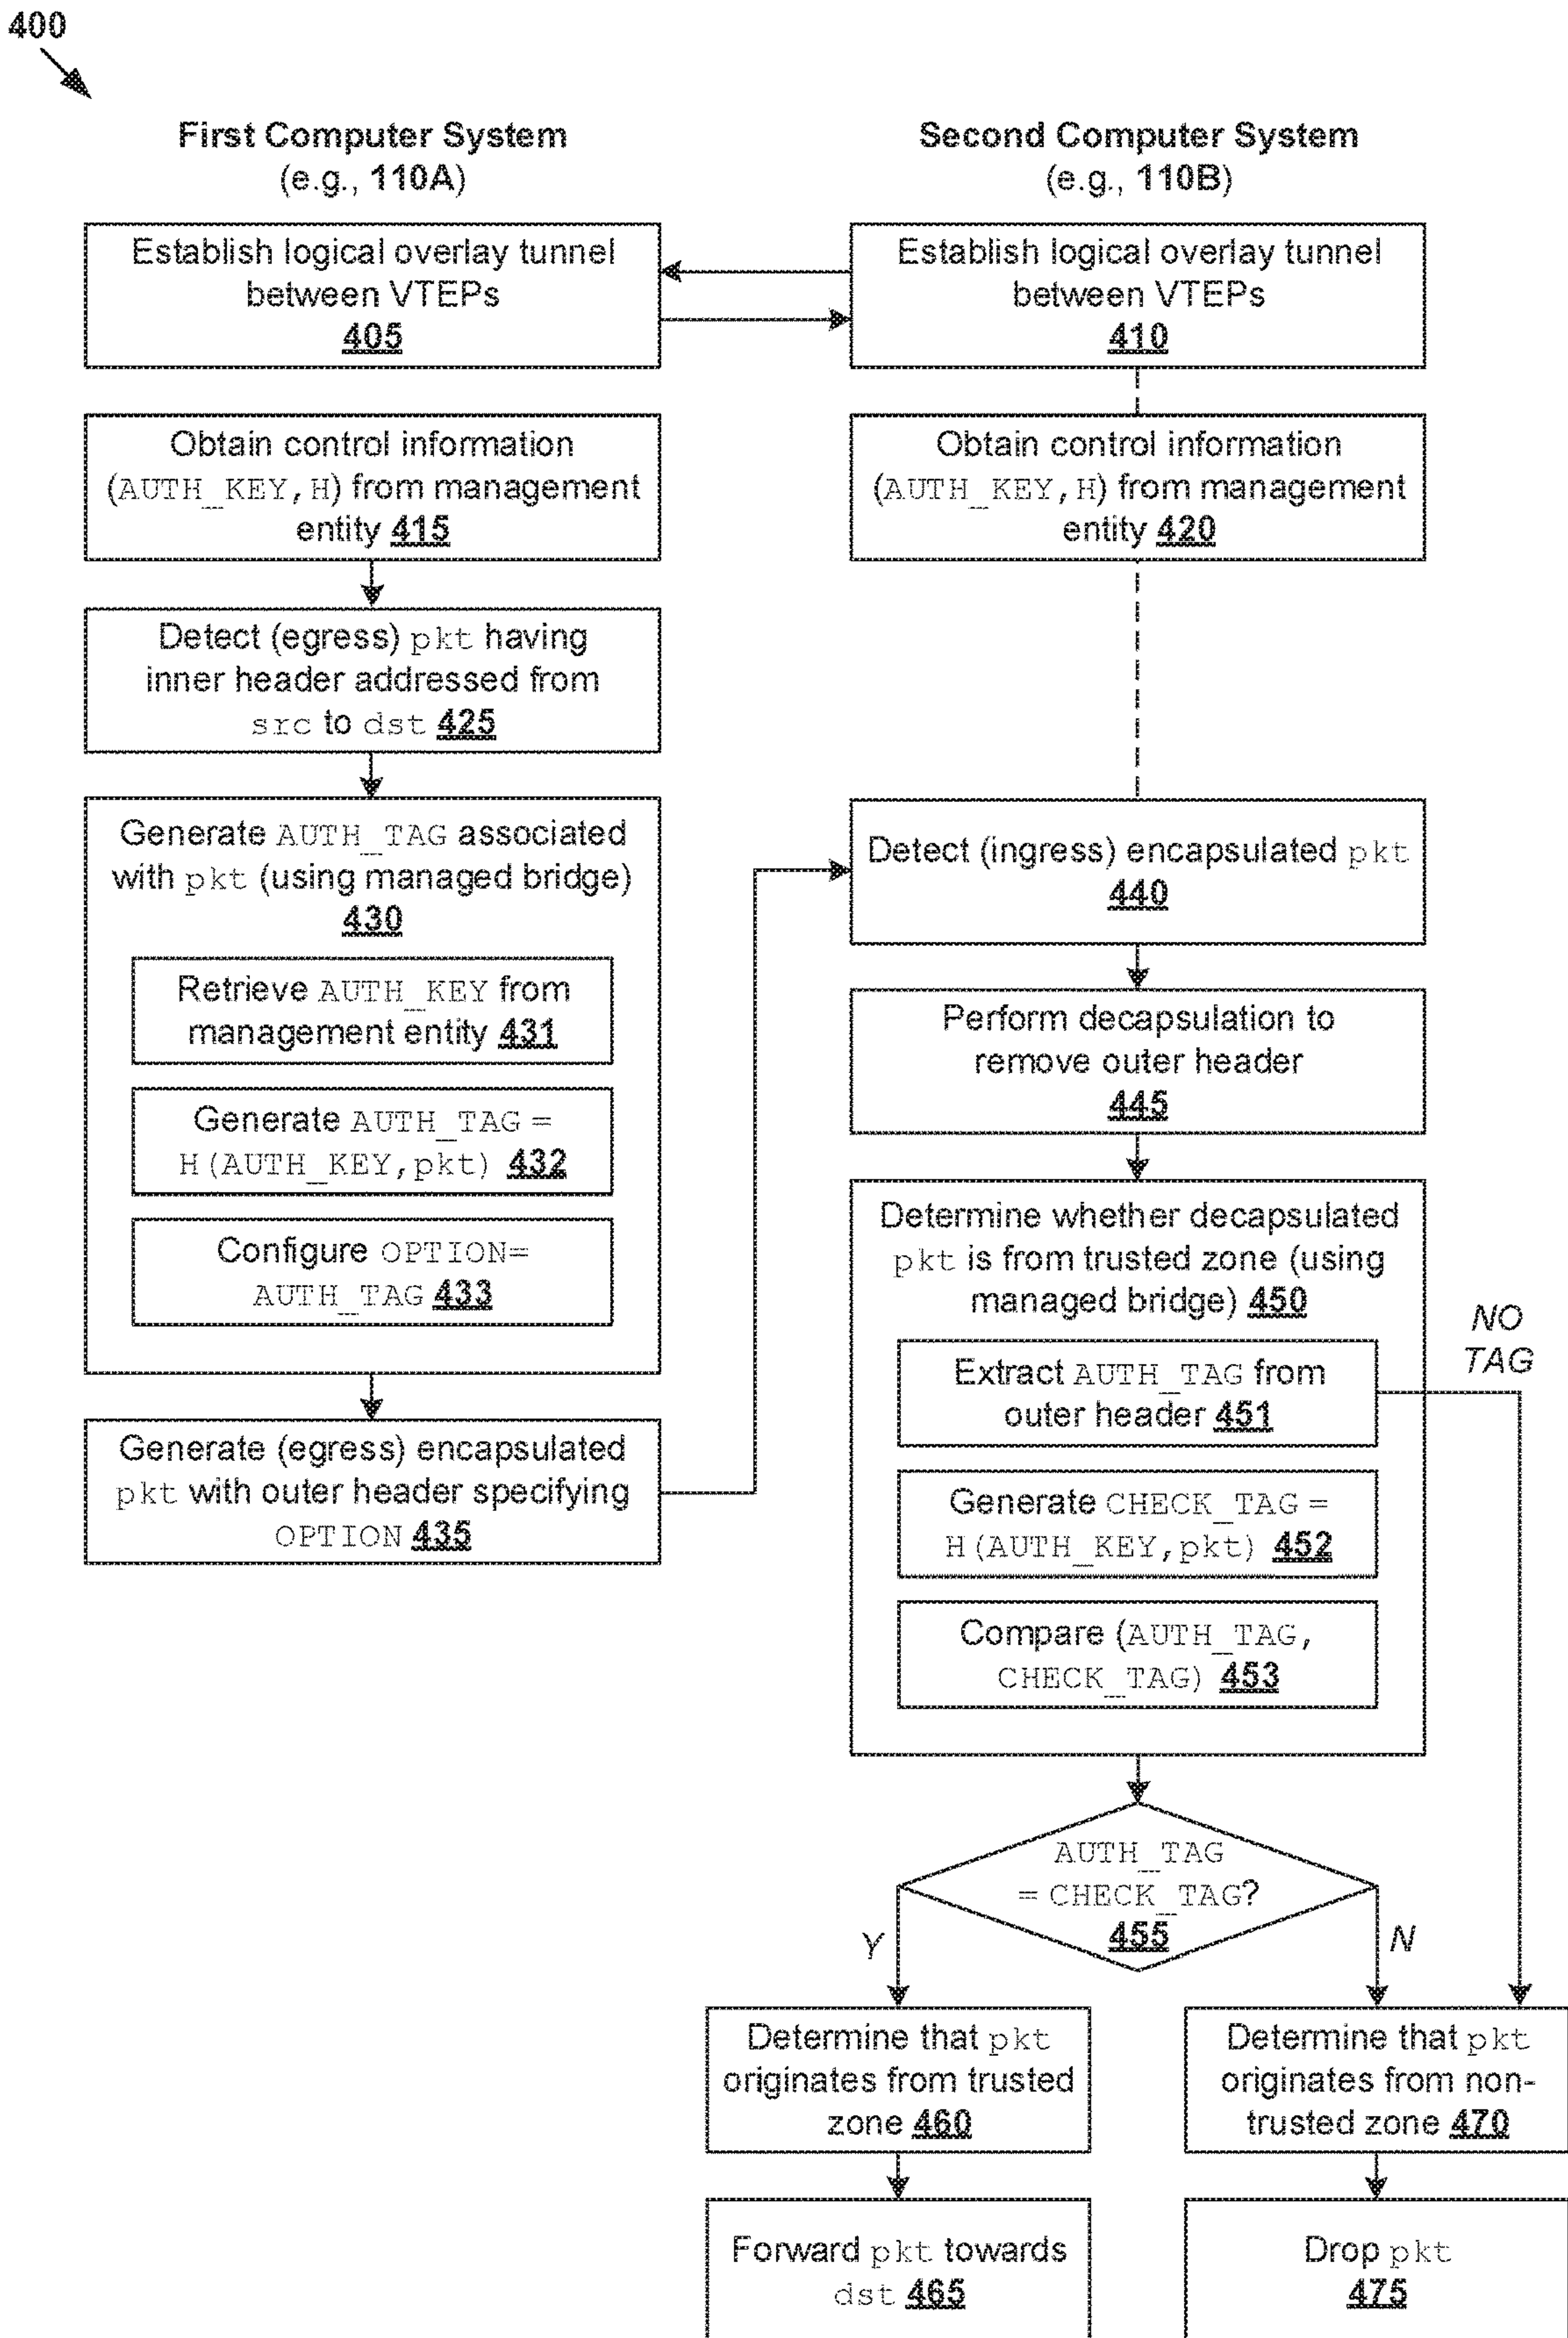 400
First Computer System
(e.g., 110A)
Second Computer System
(e.g., 110B)
Establish logical overlay tunnel
between VTEPs
405
Establish logical overlay tunnel
between VTEPs
410
Obtain control information
(AUTH_KEY,H) from management
entity 415
Obtain control information
(AUTH_KEY,H) from management
entity 420
Detect (egress) pkt having
inner header addressed from
src to dst 425
Generate AUTH_TAG associated
with pkt (using managed bridge)
430
Retrieve AUTH_KEY from
management entity 431
Generate AUTH_TAG =
H(AUTH_KEY,pkt) 432
Configure OPTION=
AUTH_TAG 433
Generate (egress) encapsulated
pkt with outer header specifying
OPTION 435
Detect (ingress) encapsulated pkt
440
Perform decapsulation to
remove outer header
445
Determine whether decapsulated
pkt is from trusted zone (using
managed bridge) 450
NO
TAG
Extract AUTH_TAG from
outer header 451
Generate CHECK_TAG =
H(AUTH_KEY,pkt) 452
Compare (AUTH_TAG,
CHECK_TAG) 453
AUTH_TAG
= CHECK_TAG?
455
Y
N
Determine that pkt
originates from trusted
zone 460
Determine that pkt
originates from non-
trusted zone 470
Forward pkt towards
dst 465
Drop pkt
475